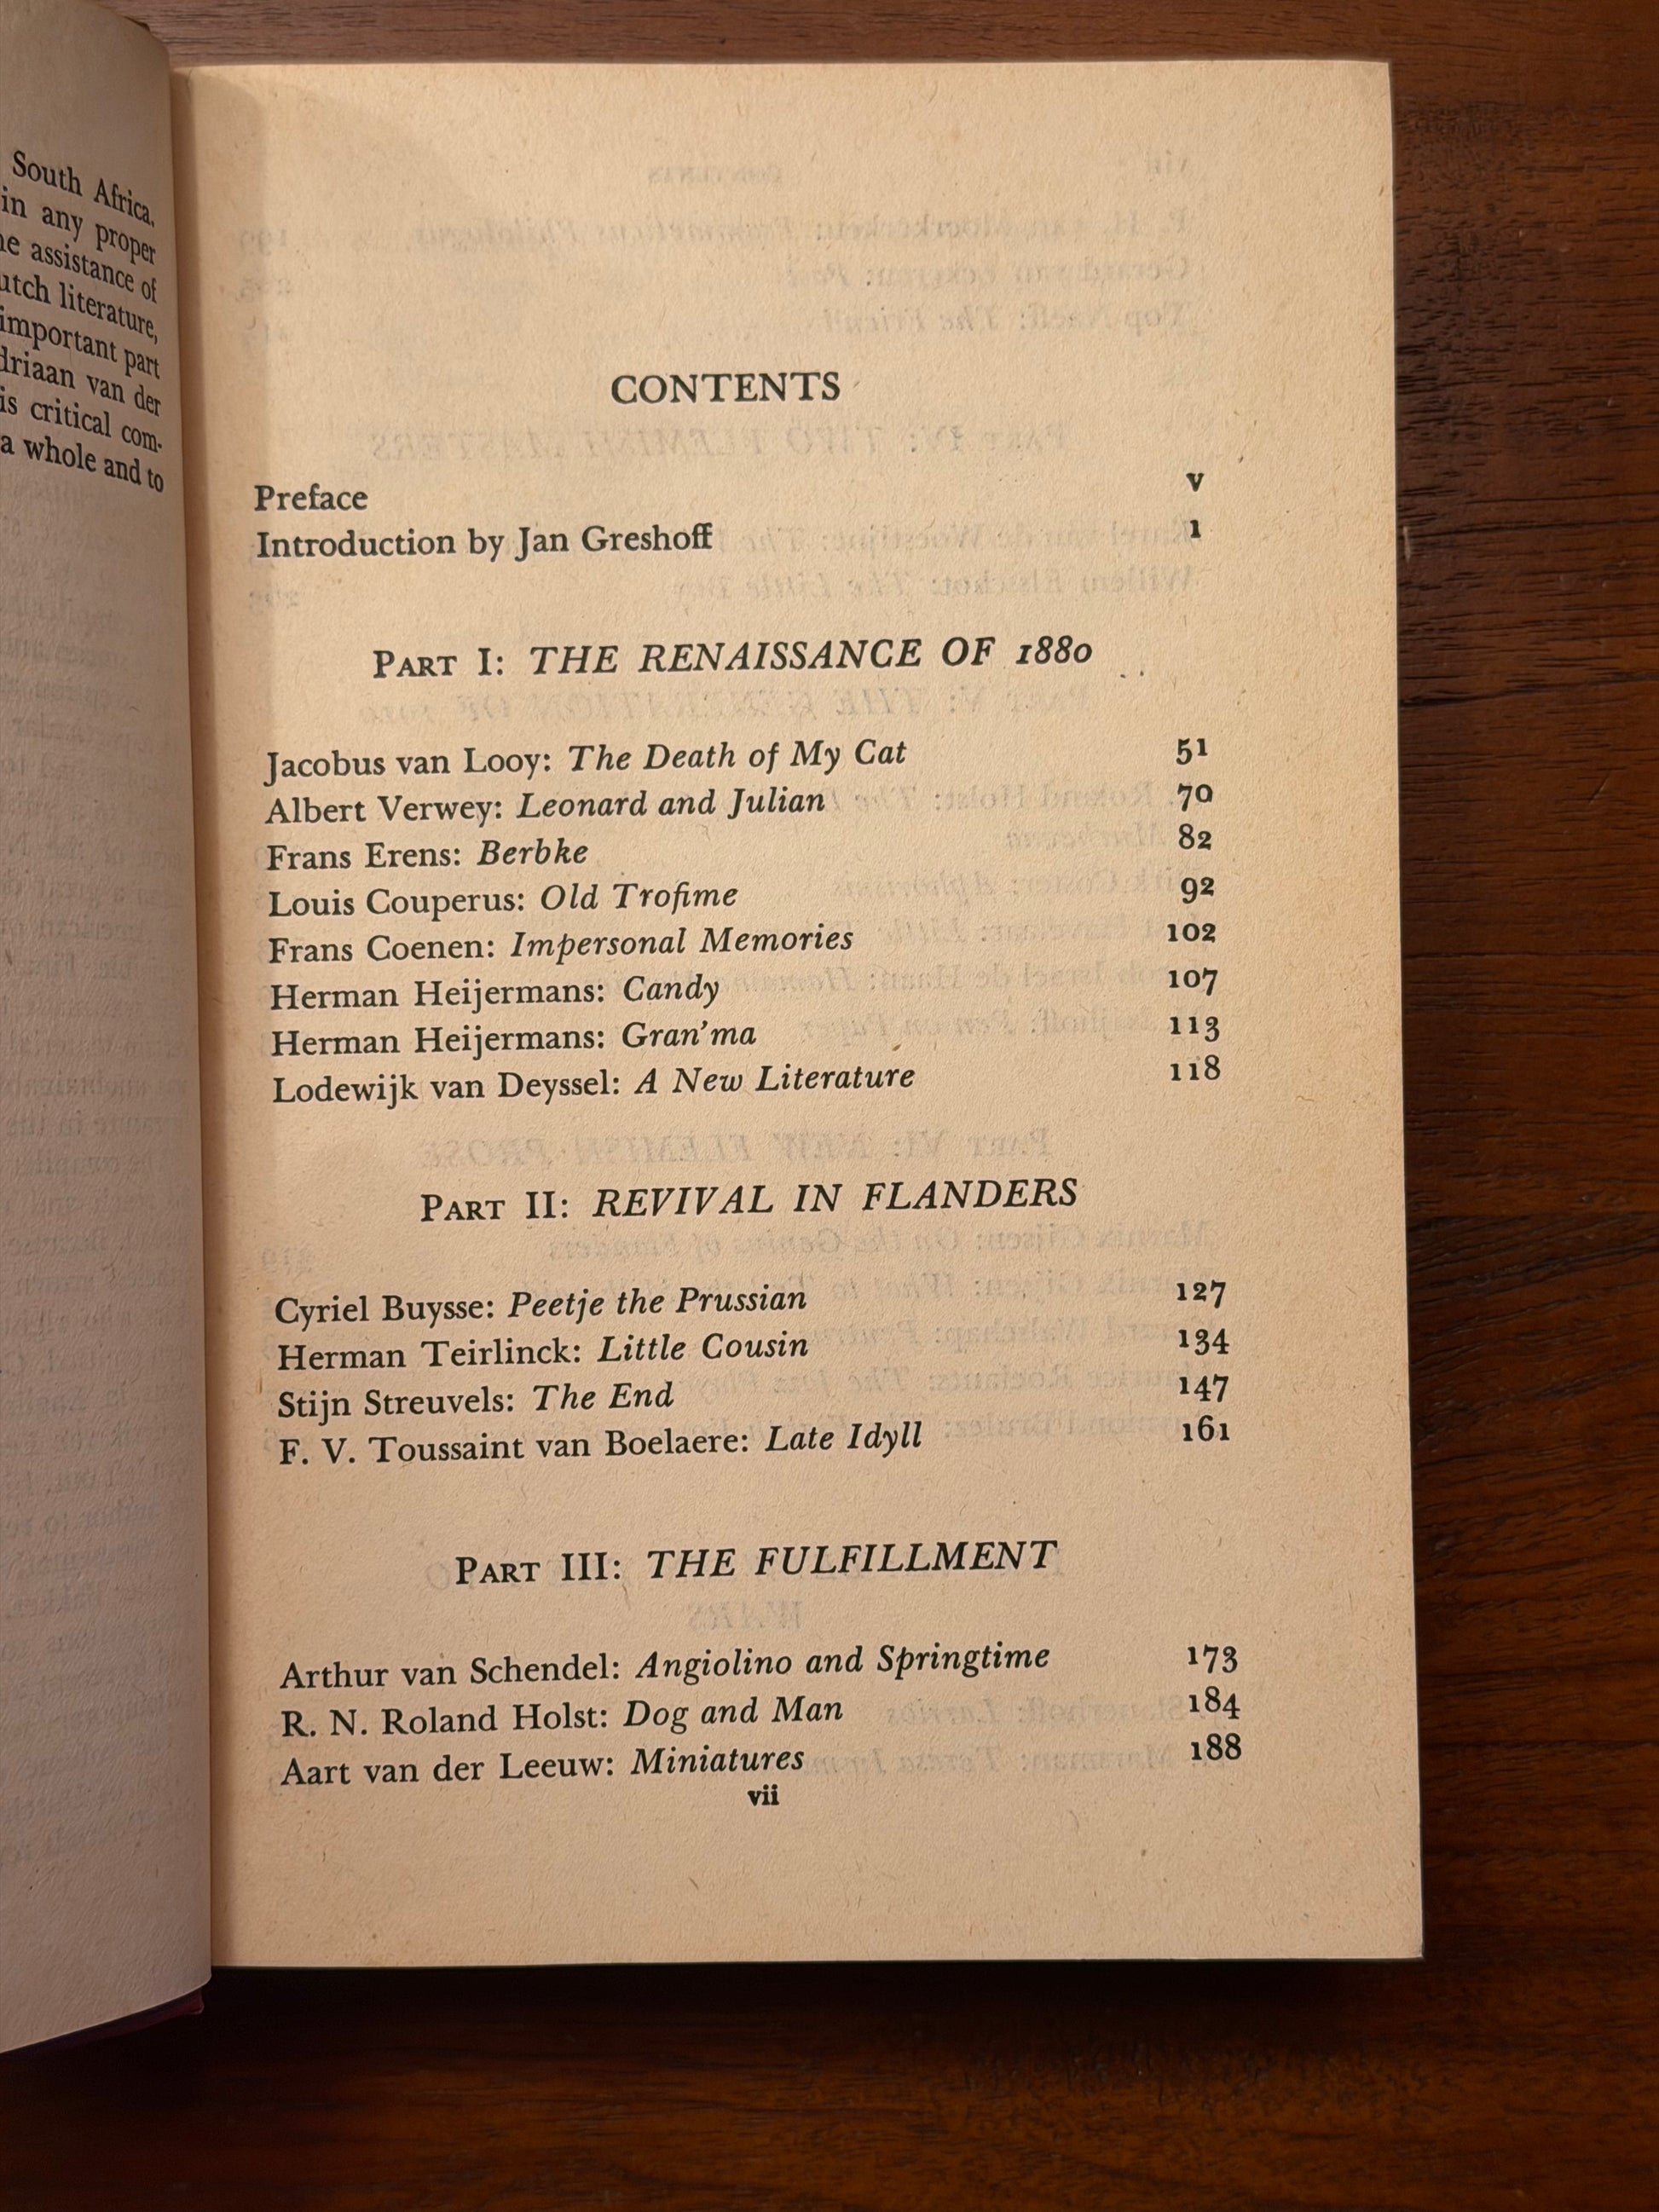 South Africa.
in any proper
assistance of
literature,
important part
van der
critical com-
a whole and to
CONTENTS
Preface v
Introduction by Jan Greshoff 1
PART I: THE RENAISSANCE OF 1880
Jacobus van Looy: The Death of My Cat 51
Albert Verwey: Leonard and Julian 70
Frans Erens: Berbke 82
Louis Couperus: Old Trofime 92
Frans Coenen: Impersonal Memories 102
Herman Heijermans: Candy 107
Herman Heijermans: Gran'ma 113
Lodewijk van Deyssel: A New Literature 118
PART II: REVIVAL IN FLANDERS
Cyriel Buysse: Peetje the Prussian 127
Herman Teirlinck: Little Cousin 134
Stijn Streuvels: The End 147
F. V. Toussaint van Boelaere: Late Idyll 161
PART III: THE FULFILLMENT
Arthur van Schendel: Angiolino and Springtime 173
R. N. Roland Holst: Dog and Man 184
Aart van der Leeuw: Miniatures 188
vii